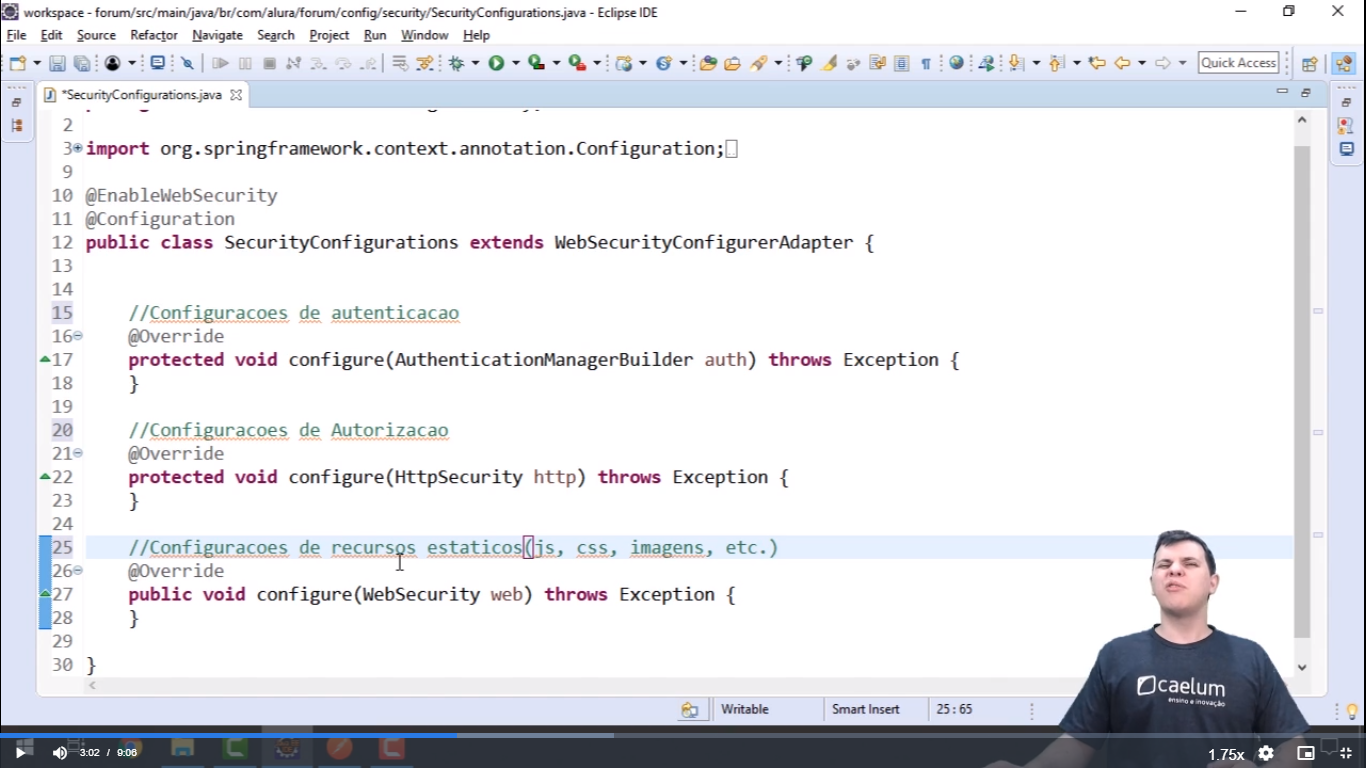 workspace - forum/src/main/java/br/com/alura/forum/config/security/SecurityConfigurations.java - Eclipse IDE
File Edit Source Refactor Navigate Search Project Run Window Help
Quick Access
*SecurityConfigurations.java
2
3 import org.springframework.context.annotation.Configuration;
9
10 @EnableWebSecurity
11 @Configuration
12 public class SecurityConfigurations extends WebSecurityConfigurerAdapter {
13
14
15 //Configuracoes de autenticacao
16 @Override
17 protected void configure(AuthenticationManagerBuilder auth) throws Exception {
18 }
19
20 //Configuracoes de Autorizacao
21 @Override
22 protected void configure(HttpSecurity http) throws Exception {
23 }
24
25 //Configuracoes de recursos estaticos(js, css, imagens, etc.)
26 @Override
27 public void configure(WebSecurity web) throws Exception {
28 }
29
30 }
caelum
ensino e inovação
Writable Smart Insert 25 : 65
3:02 / 9:06 1.75x